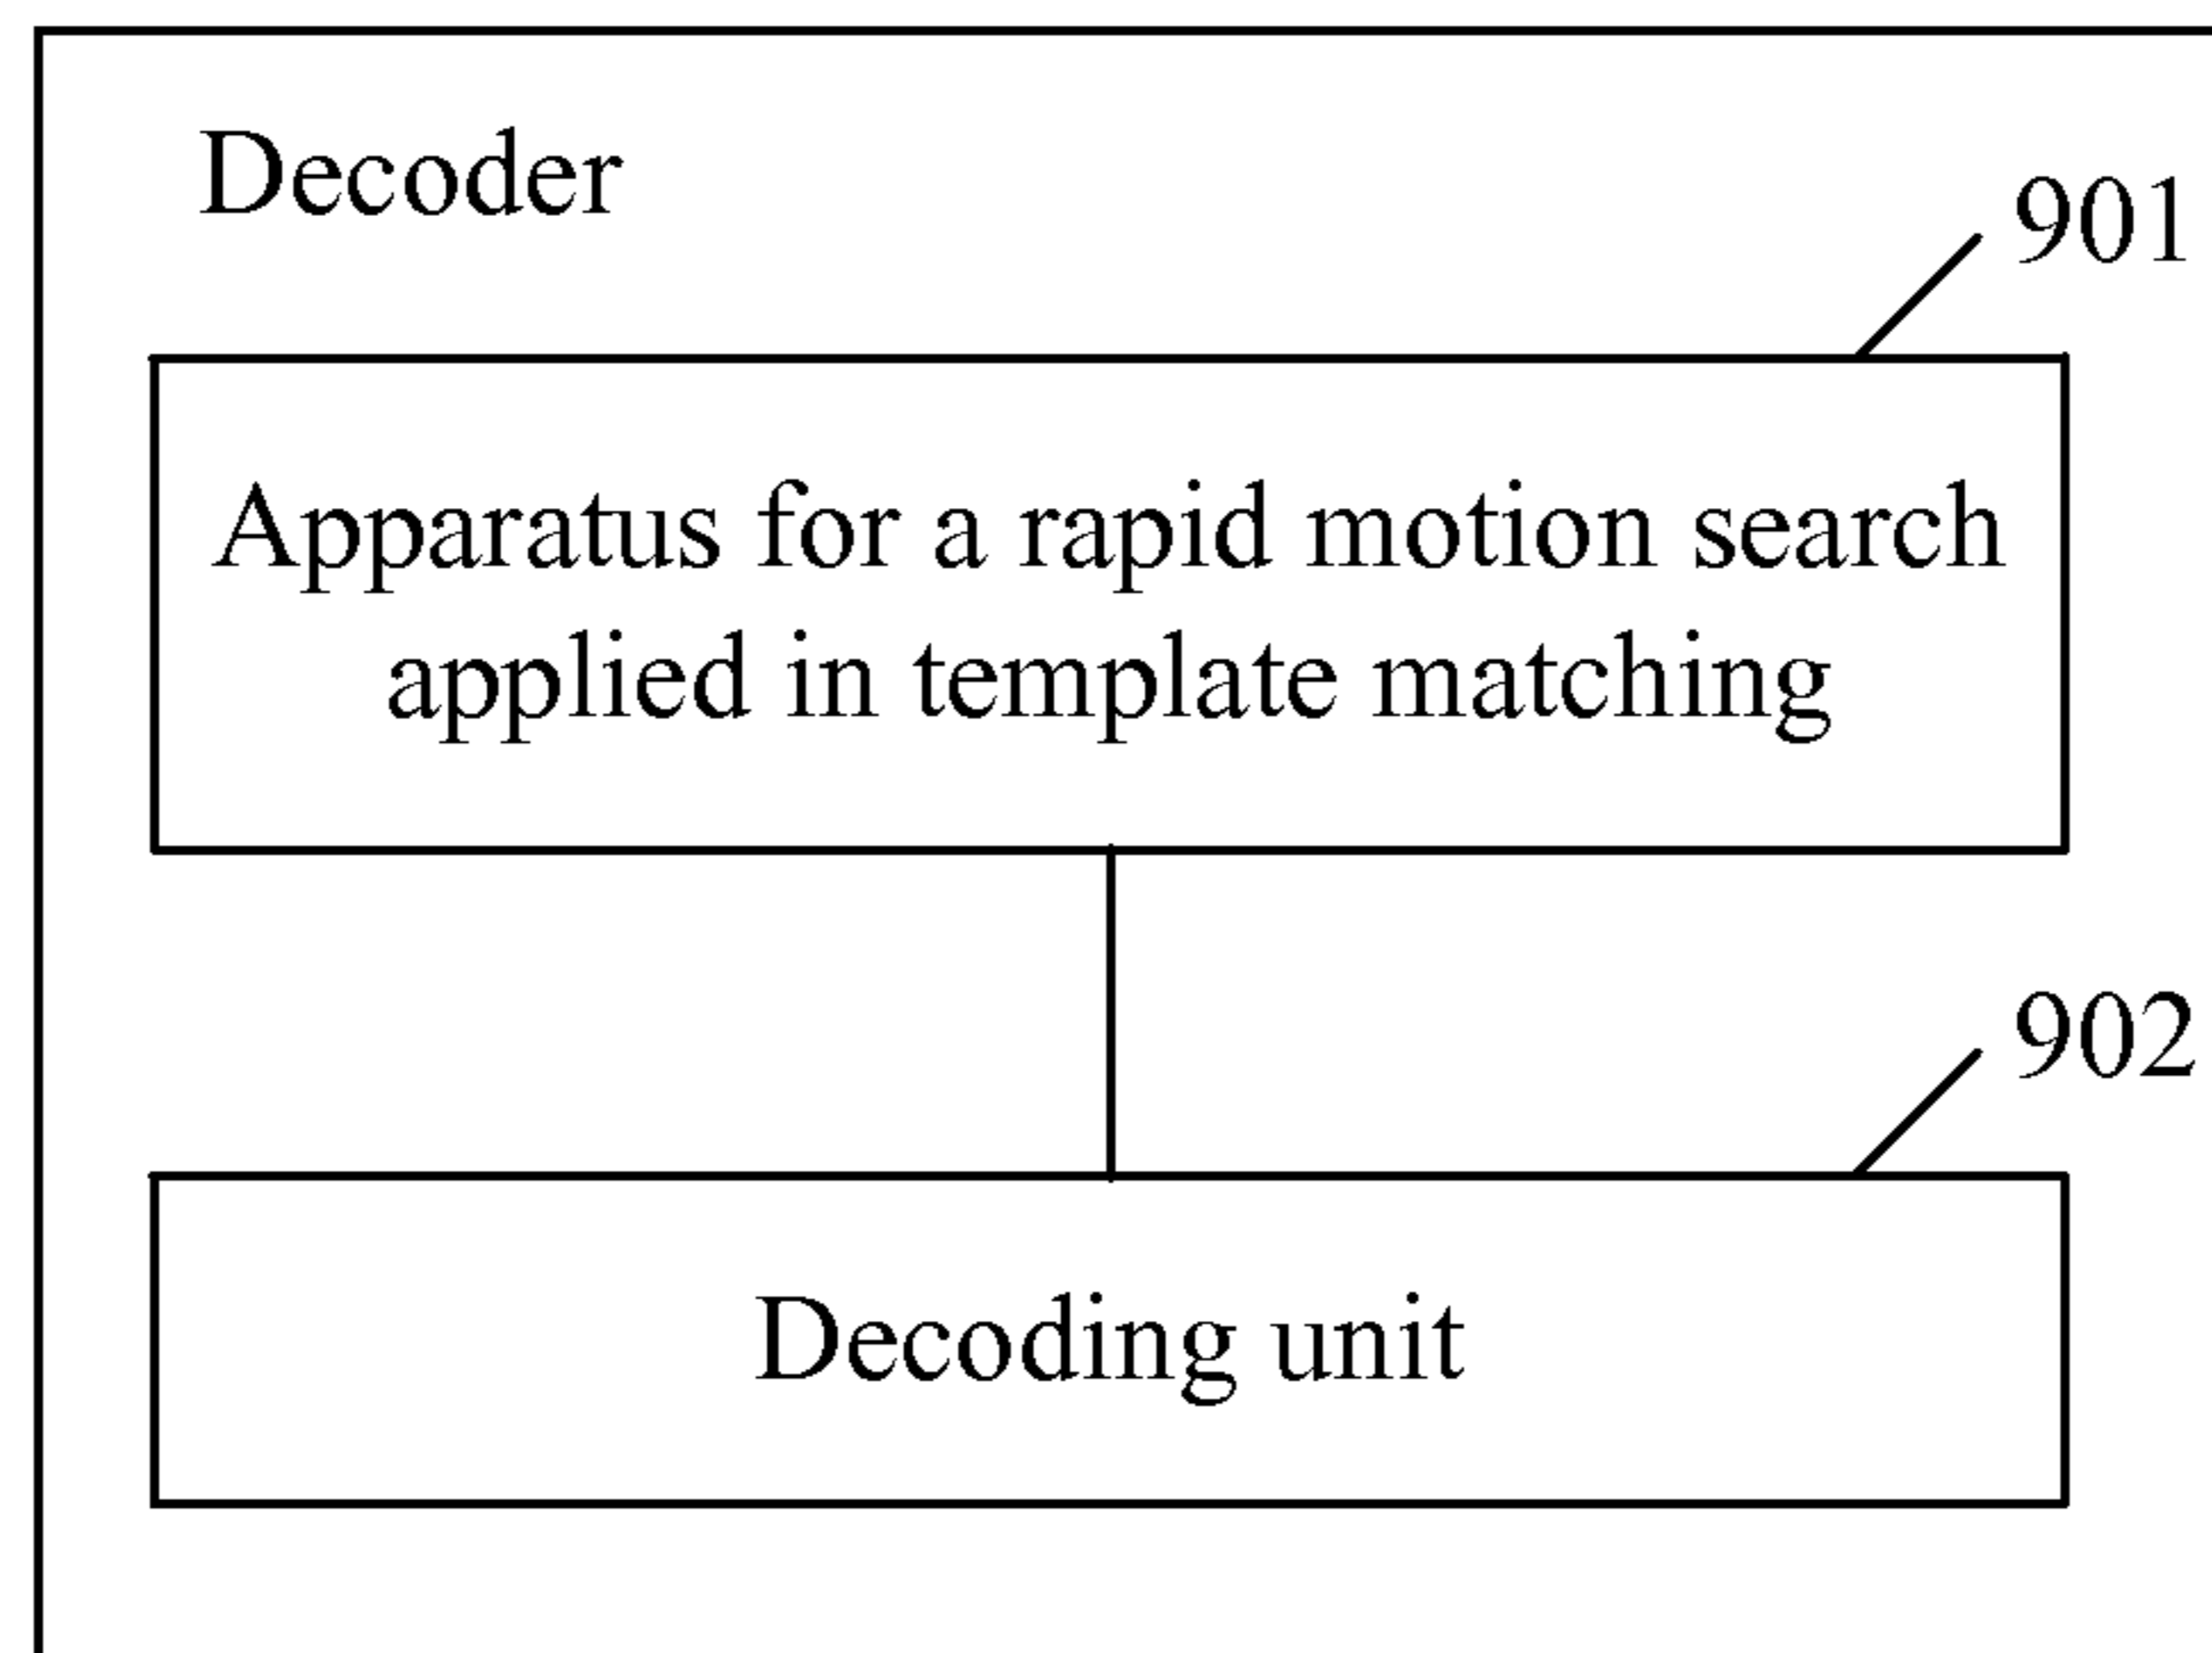 Decoder
901
Apparatus for a rapid motion search
applied in template matching
902
Decoding unit